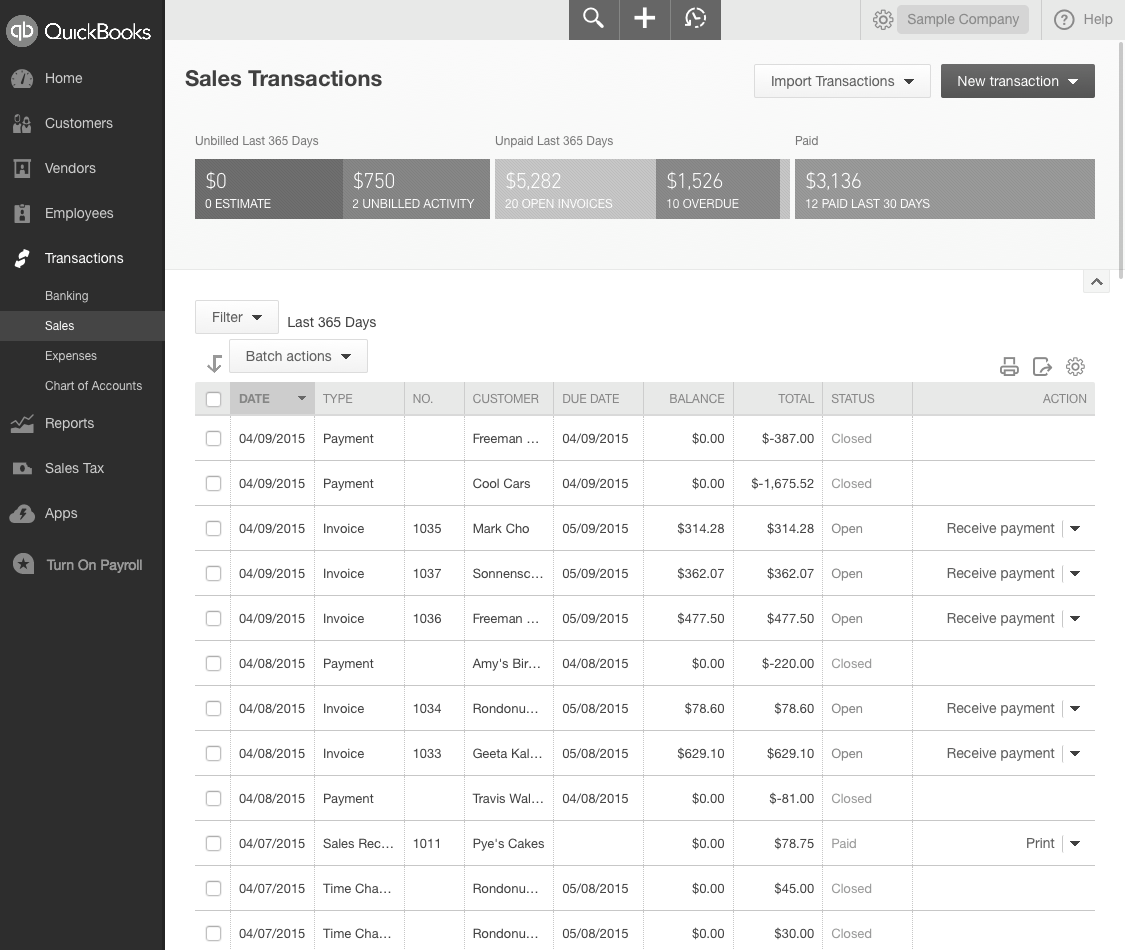 qb QuickBooks
Sample Company
Help
Home
Customers
Vendors
Employees
Transactions
Banking
Sales
Expenses
Chart of Accounts
Reports
Sales Tax
Apps
Turn On Payroll
Sales Transactions
Import Transactions
New transaction
Unbilled Last 365 Days
Unpaid Last 365 Days
Paid
$0
0 ESTIMATE
$750
2 UNBILLED ACTIVITY
$5,282
20 OPEN INVOICES
$1,526
10 OVERDUE
$3,136
12 PAID LAST 30 DAYS
Filter
Last 365 Days
Batch actions
DATE TYPE NO. CUSTOMER DUE DATE BALANCE TOTAL STATUS ACTION
04/09/2015 Payment Freeman ... 04/09/2015 $0.00 $-387.00 Closed
04/09/2015 Payment Cool Cars 04/09/2015 $0.00 $-1,675.52 Closed
04/09/2015 Invoice 1035 Mark Cho 05/09/2015 $314.28 $314.28 Open Receive payment
04/09/2015 Invoice 1037 Sonnensc... 05/09/2015 $362.07 $362.07 Open Receive payment
04/09/2015 Invoice 1036 Freeman ... 05/09/2015 $477.50 $477.50 Open Receive payment
04/08/2015 Payment Amy's Bir... 04/08/2015 $0.00 $-220.00 Closed
04/08/2015 Invoice 1034 Rondonu... 05/08/2015 $78.60 $78.60 Open Receive payment
04/08/2015 Invoice 1033 Geeta Kal... 05/08/2015 $629.10 $629.10 Open Receive payment
04/08/2015 Payment Travis Wal... 04/08/2015 $0.00 $-81.00 Closed
04/07/2015 Sales Rec... 1011 Pye's Cakes $0.00 $78.75 Paid Print
04/07/2015 Time Cha... Rondonu... 05/08/2015 $0.00 $45.00 Closed
04/07/2015 Time Cha... Rondonu... 05/08/2015 $0.00 $30.00 Closed